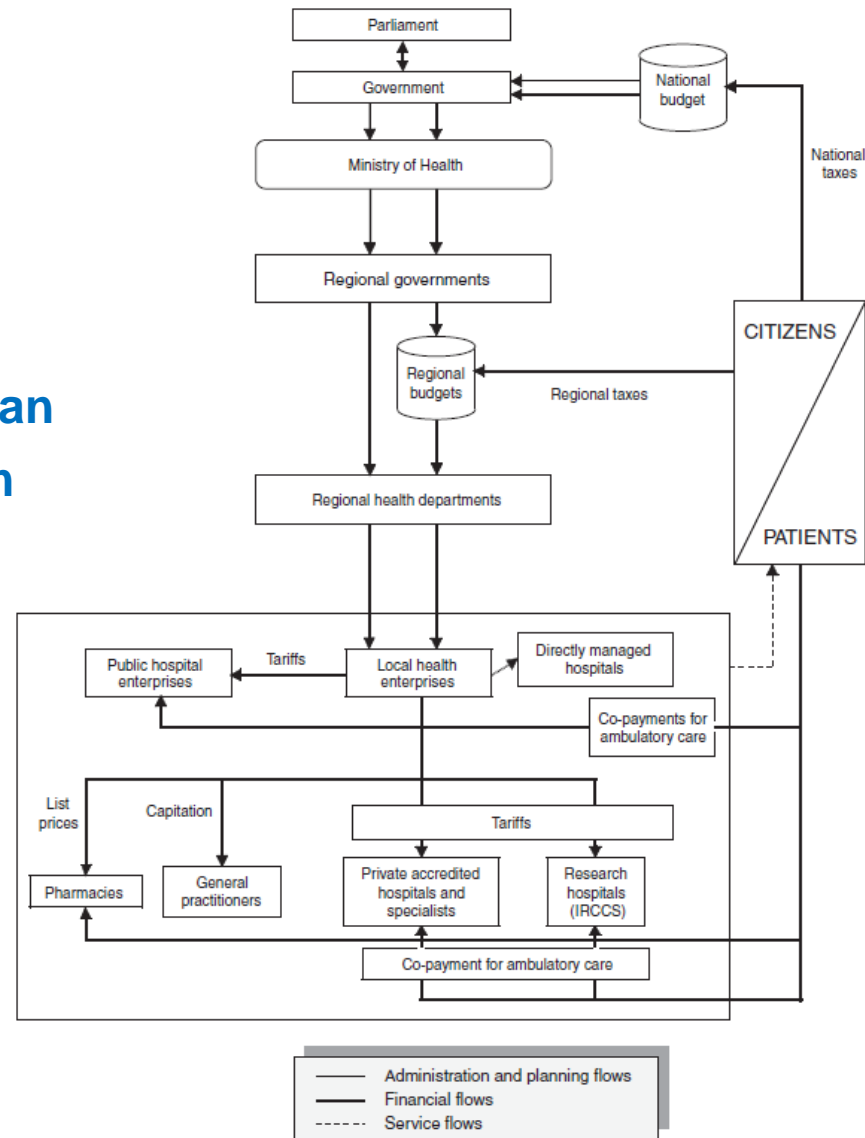 Parliament
Government
National
budget
National
taxes
Ministry of Health
Regional governments
CITIZENS
PATIENTS
Regional
budgets
Regional taxes
an
Regional health departments
Public hospital
enterprises
Tariffs
Local health
enterprises
Directly managed
hospitals
Co-payments for
ambulatory care
List
prices
Capitation
Tariffs
Pharmacies
General
practitioners
Private accredited
hospitals and
specialists
Research
hospitals
(IRCCS)
Co-payment for ambulatory care
Administration and planning flows
Financial flows
Service flows